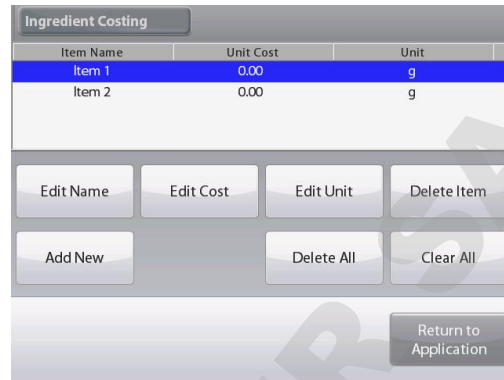 Ingredient Costing
Item Name Unit Cost Unit
Item 1 0.00 g
Item 2 0.00 g
Edit Name Edit Cost Edit Unit Delete Item
Add New Delete All Clear All
Return to
Application